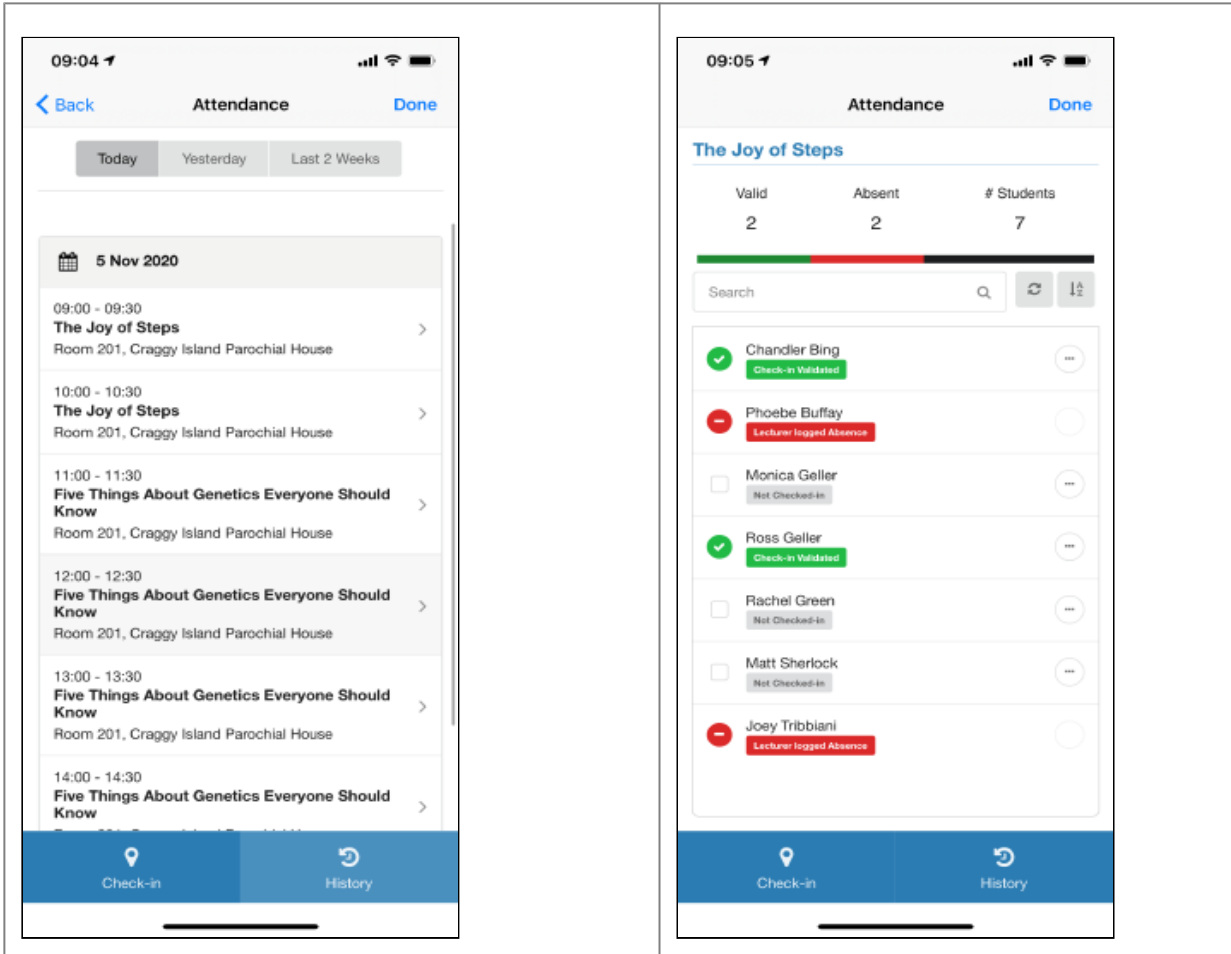 09:04
Back Attendance Done
Today Yesterday Last 2 Weeks
5 Nov 2020
09:00 - 09:30
The Joy of Steps
Room 201, Craggy Island Parochial House
10:00 - 10:30
The Joy of Steps
Room 201, Craggy Island Parochial House
11:00 - 11:30
Five Things About Genetics Everyone Should
Know
Room 201, Craggy Island Parochial House
12:00 - 12:30
Five Things About Genetics Everyone Should
Know
Room 201, Craggy Island Parochial House
13:00 - 13:30
Five Things About Genetics Everyone Should
Know
Room 201, Craggy Island Parochial House
14:00 - 14:30
Five Things About Genetics Everyone Should
Know
Check-in History
09:05
Attendance Done
The Joy of Steps
Valid Absent # Students
2 2 7
Search
Chandler Bing
Check-in Validated
Phoebe Buffay
Lecturer logged Absence
Monica Geller
Not Checked-in
Ross Geller
Check-in Validated
Rachel Green
Not Checked-in
Matt Sherlock
Not Checked-in
Joey Tribbiani
Lecturer logged Absence
Check-in History